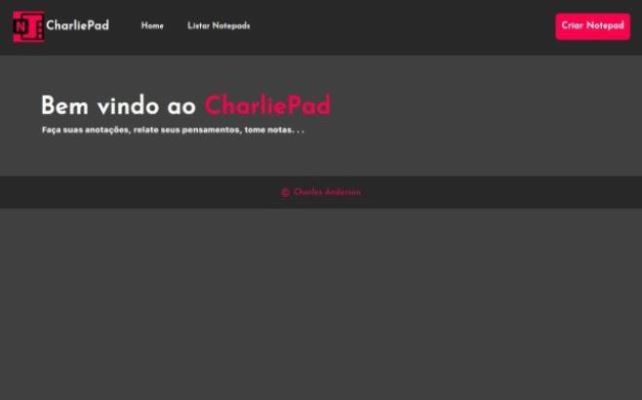 N
CharliePad
Home
Listar Notepads
Criar Notepad
Bem vindo ao CharliePad
Faça suas anotações, relate seus pensamentos, tome notas. . .
© Charles Anderson